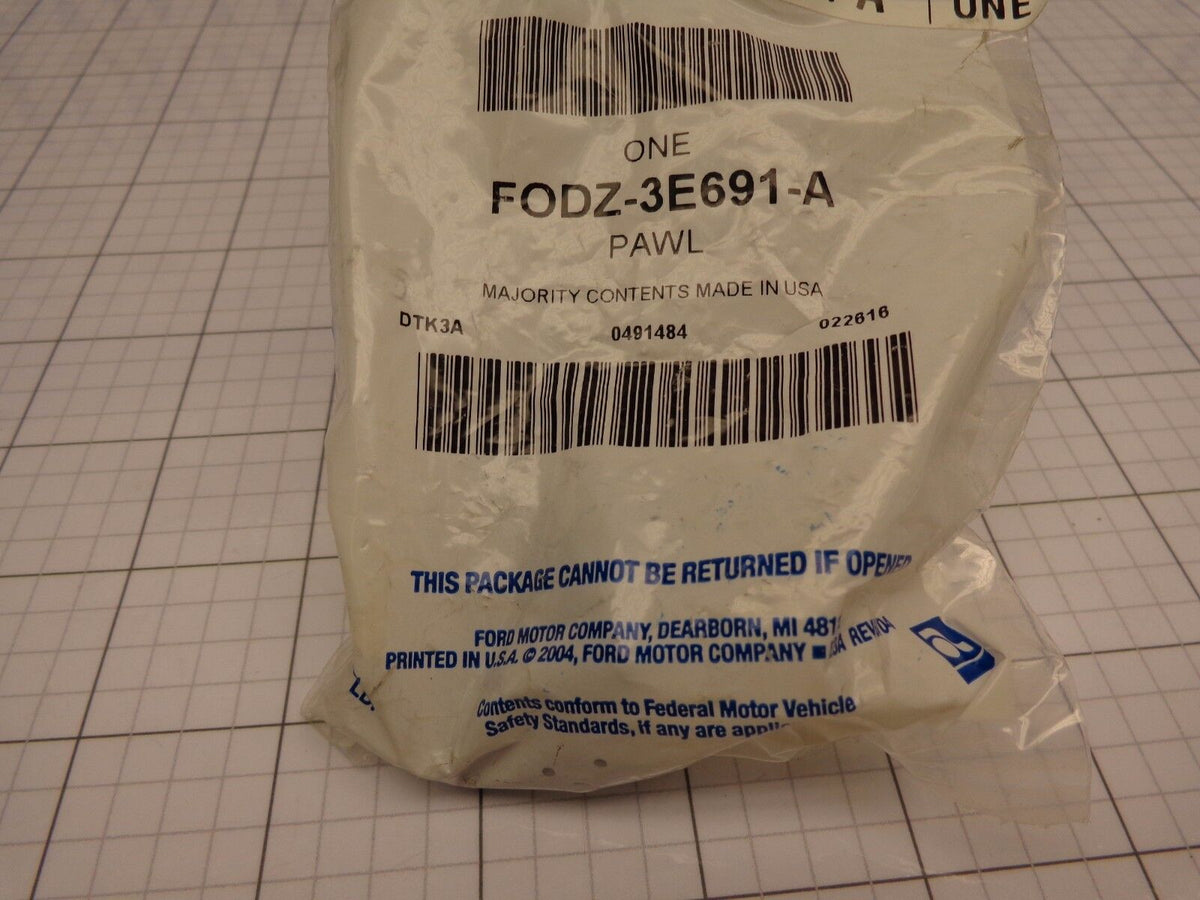 ONE
ONE
FODZ-3E691-A
PAWL
MAJORITY CONTENTS MADE IN USA
DTK3A 0491484 022616
THIS PACKAGE CANNOT BE RETURNED IF OPENED
FORD MOTOR COMPANY, DEARBORN, MI 481
PRINTED IN U.S.A. © 2004, FORD MOTOR COMPANY ■ REV
Contents conform to Federal Motor Vehicle
Safety Standards, if any are